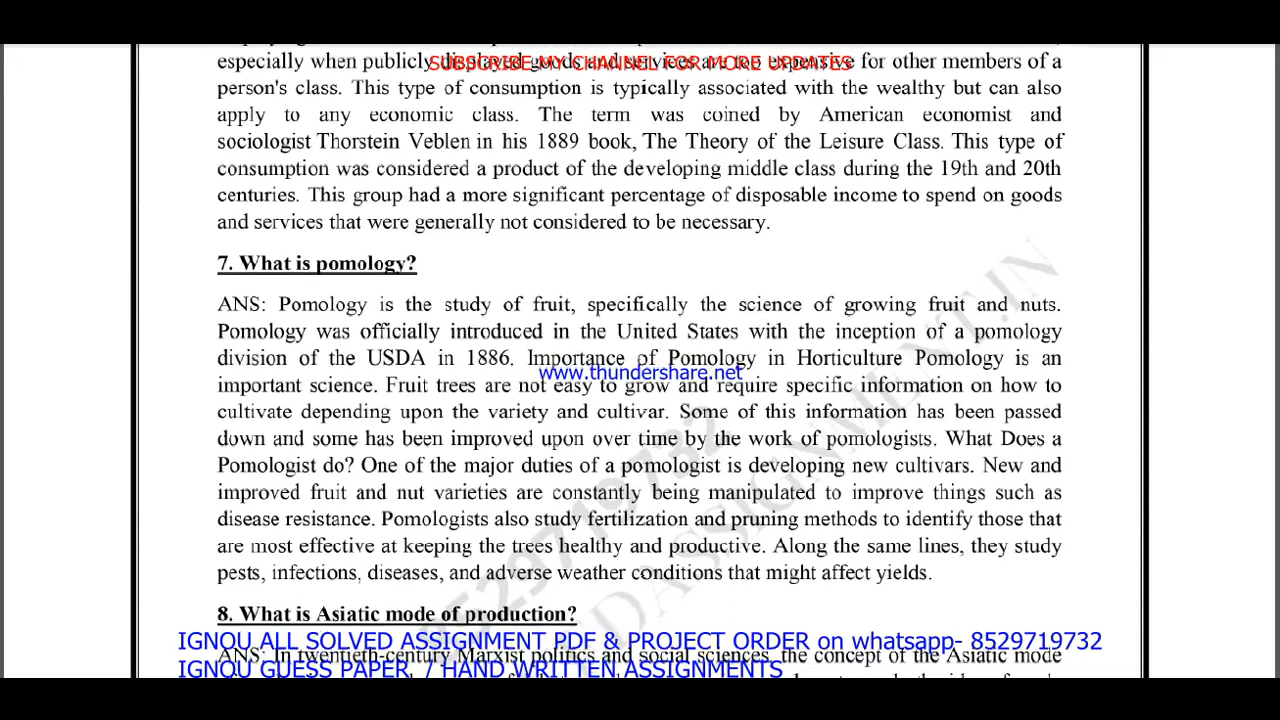 SUBSCRIBE MY CHANNEL FOR MORE UPDATES
especially when publicly displayed goods and services are too expensive for other members of a
person's class. This type of consumption is typically associated with the wealthy but can also
apply to any economic class. The term was coined by American economist and
sociologist Thorstein Veblen in his 1889 book, The Theory of the Leisure Class. This type of
consumption was considered a product of the developing middle class during the 19th and 20th
centuries. This group had a more significant percentage of disposable income to spend on goods
and services that were generally not considered to be necessary.
7. What is pomology?
ANS: Pomology is the study of fruit, specifically the science of growing fruit and nuts.
Pomology was officially introduced in the United States with the inception of a pomology
division of the USDA in 1886. Importance of Pomology in Horticulture Pomology is an
www.thundershare.net
important science. Fruit trees are not easy to grow and require specific information on how to
cultivate depending upon the variety and cultivar. Some of this information has been passed
down and some has been improved upon over time by the work of pomologists. What Does a
Pomologist do? One of the major duties of a pomologist is developing new cultivars. New and
improved fruit and nut varieties are constantly being manipulated to improve things such as
disease resistance. Pomologists also study fertilization and pruning methods to identify those that
are most effective at keeping the trees healthy and productive. Along the same lines, they study
pests, infections, diseases, and adverse weather conditions that might affect yields.
8. What is Asiatic mode of production?
IGNOU ALL SOLVED ASSIGNMENT PDF & PROJECT ORDER on whatsapp- 8529719732
ANS: In twentieth-century Marxist politics and social sciences, the concept of the Asiatic mode
IGNOU GUESS PAPER / HAND WRITTEN ASSIGNMENTS
8529719732
DASSIGNMENT.IN